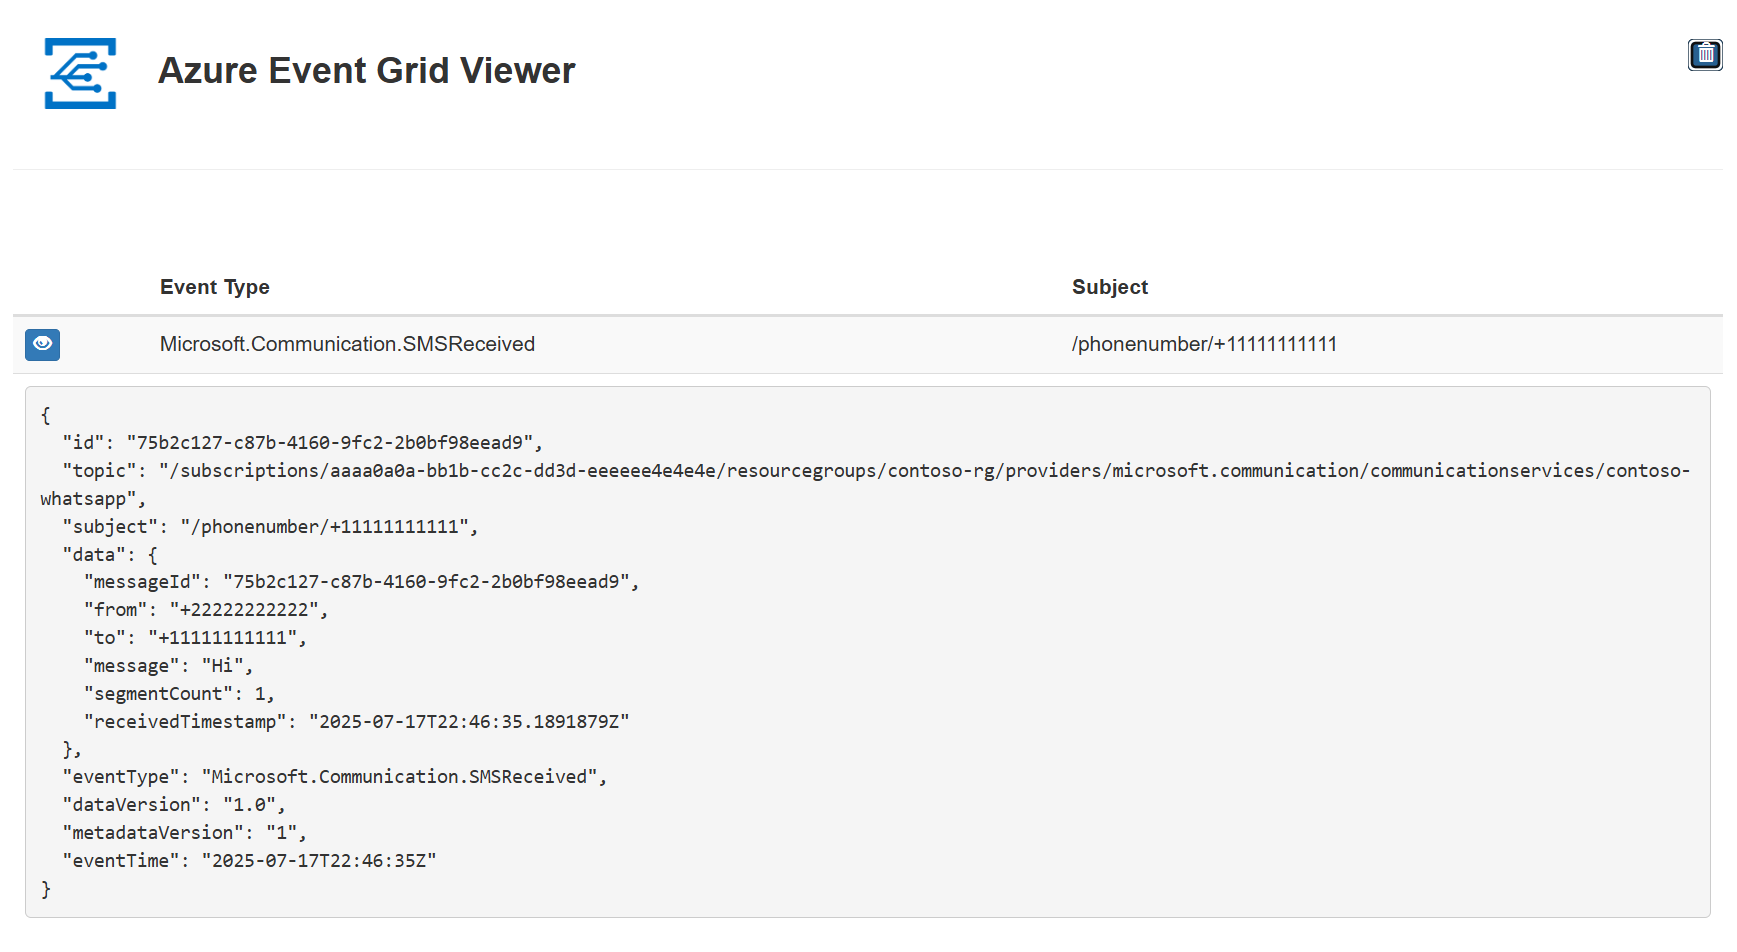 Azure Event Grid Viewer
Event Type Subject
Microsoft.Communication.SMSReceived /phonenumber/+11111111111
{
  "id": "75b2c127-c87b-4160-9fc2-2b0bf98eead9",
  "topic": "/subscriptions/aaaa0a0a-bb1b-cc2c-dd3d-eeeeee4e4e4e/resourcegroups/contoso-rg/providers/microsoft.communication/communicationservices/contoso-
whatsapp",
  "subject": "/phonenumber/+11111111111",
  "data": {
    "messageId": "75b2c127-c87b-4160-9fc2-2b0bf98eead9",
    "from": "+22222222222",
    "to": "+11111111111",
    "message": "Hi",
    "segmentCount": 1,
    "receivedTimestamp": "2025-07-17T22:46:35.1891879Z"
  },
  "eventType": "Microsoft.Communication.SMSReceived",
  "dataVersion": "1.0",
  "metadataVersion": "1",
  "eventTime": "2025-07-17T22:46:35Z"
}